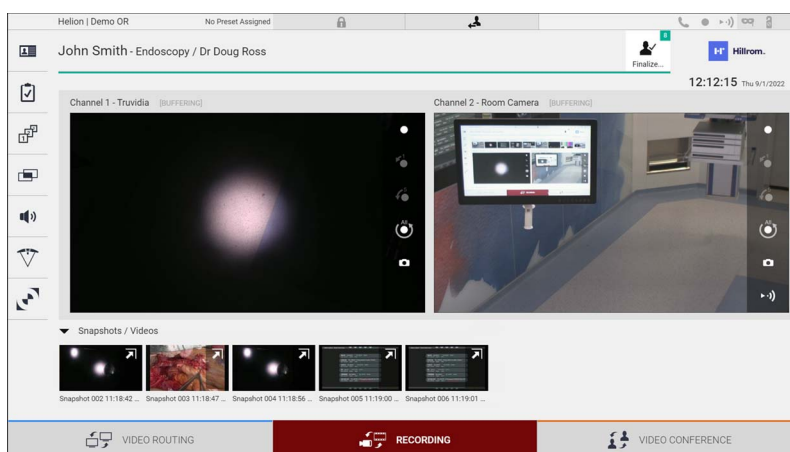 Helion | Demo OR
No Preset Assigned
John Smith - Endoscopy / Dr Doug Ross
8
Finalize...
Hr Hillrom.
12:12:15 Thu 9/1/2022
Channel 1 - Truvidia [BUFFERING]
Channel 2 - Room Camera [BUFFERING]
All
All
Snapshots / Videos
Snapshot 002 11:18:42 ...
Snapshot 003 11:18:47 ...
Snapshot 004 11:18:56 ...
Snapshot 005 11:19:00 ...
Snapshot 006 11:19:01 ...
VIDEO ROUTING
RECORDING
VIDEO CONFERENCE